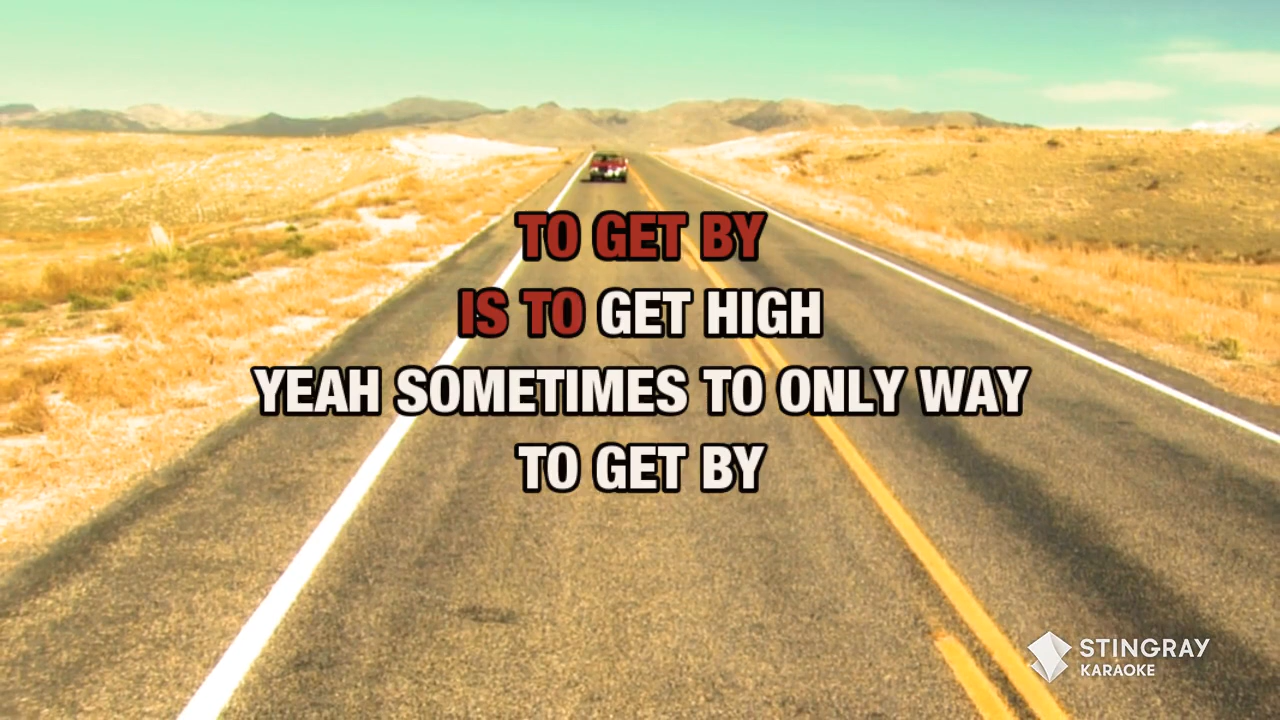 TO GET BY
IS TO GET HIGH
YEAH SOMETIMES TO ONLY WAY
TO GET BY
STINGRAY
KARAOKE